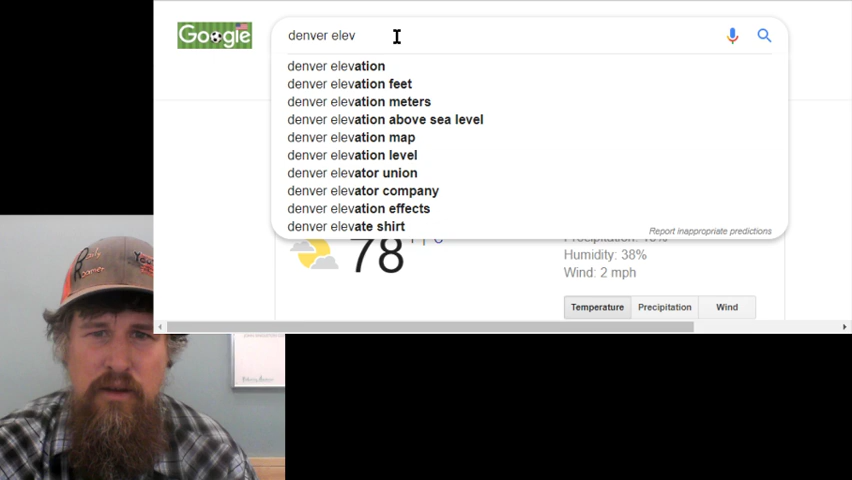 Google
denver elev
denver elevation
denver elevation feet
denver elevation meters
denver elevation above sea level
denver elevation map
denver elevation level
denver elevator union
denver elevator company
denver elevation effects
denver elevate shirt
Report inappropriate predictions
78
Humidity: 38%
Wind: 2 mph
Temperature
Precipitation
Wind
Roamer